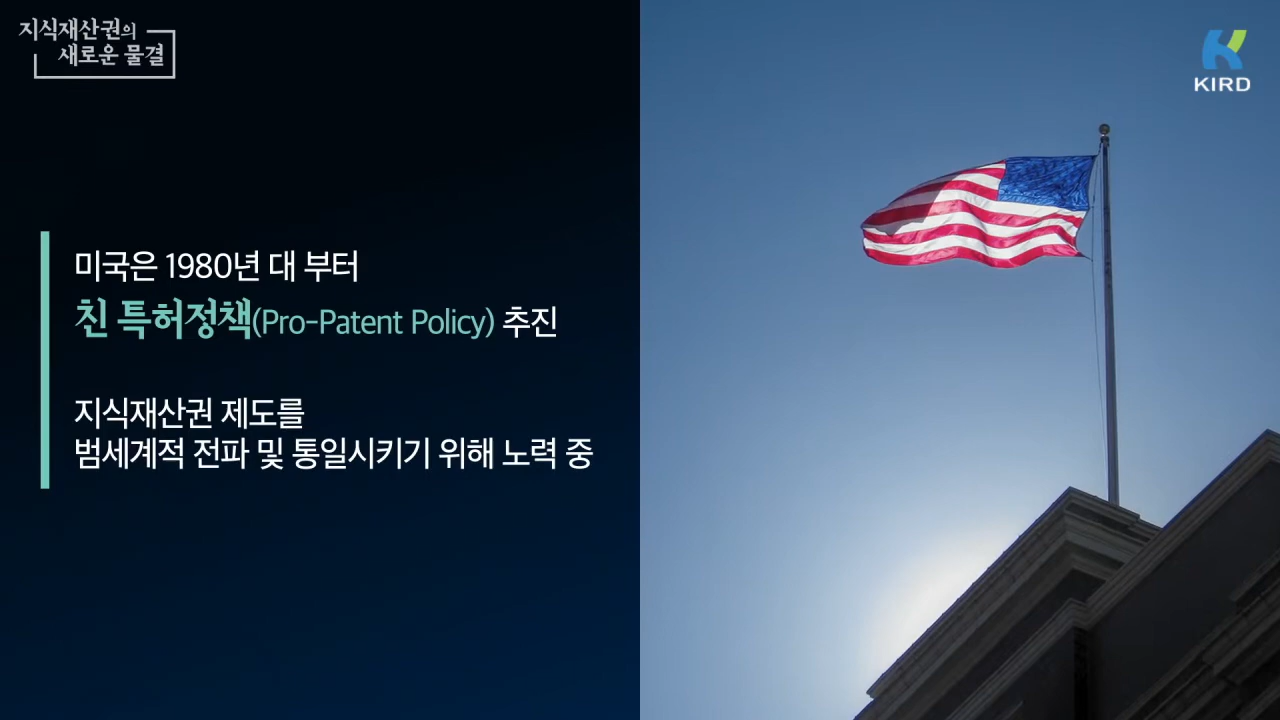 지식재산권의
새로운 물결
KIRD
미국은 1980년 대 부터
친 특허정책(Pro-Patent Policy) 추진
지식재산권 제도를
범세계적 전파 및 통일시키기 위해 노력 중